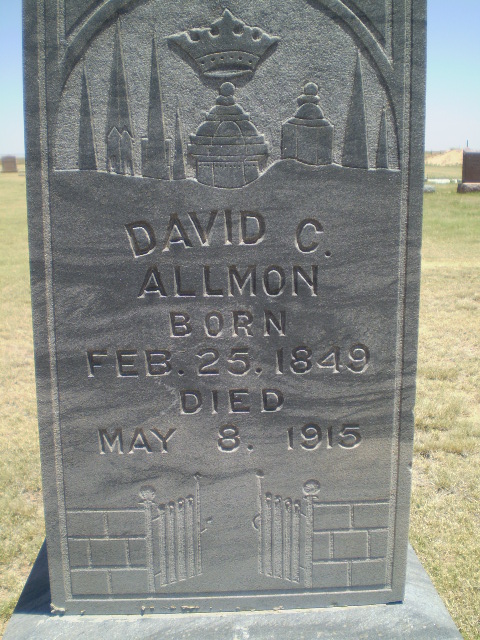 DAVID C.
ALLMON
BORN
FEB. 25. 1849
DIED
MAY 8. 1915